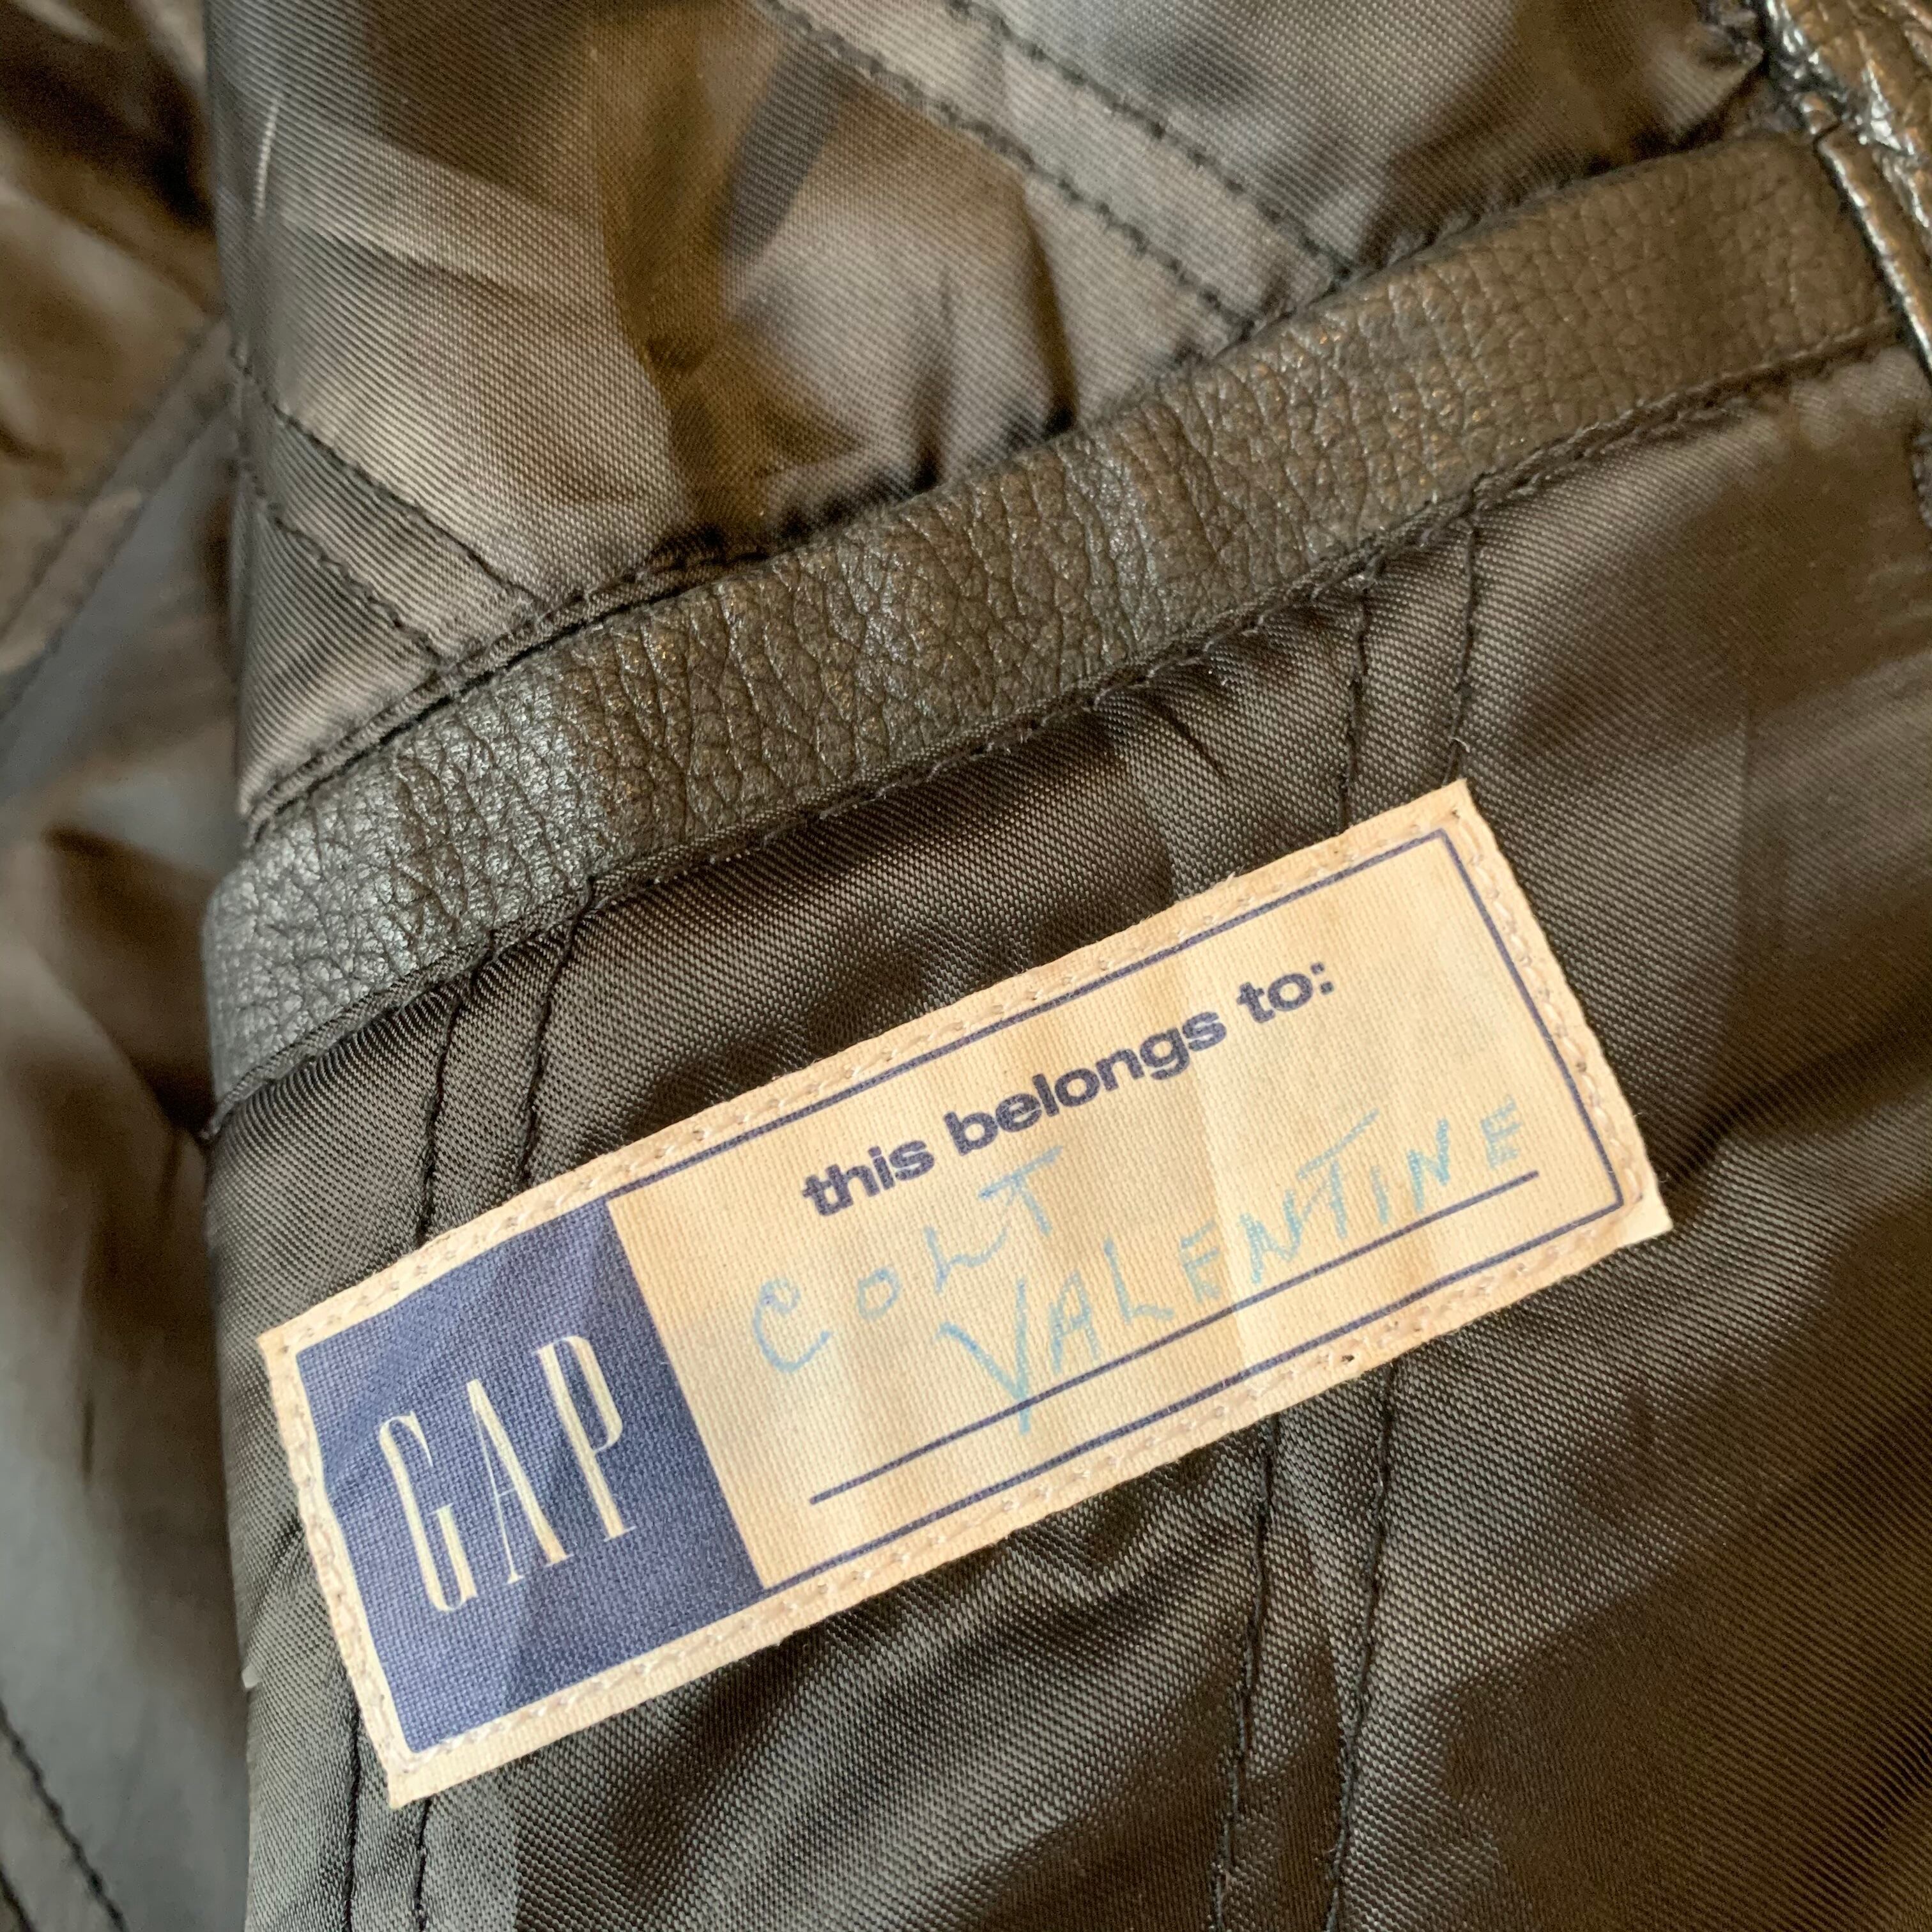 this belongs to:
COLT
VALENTINE
GAP